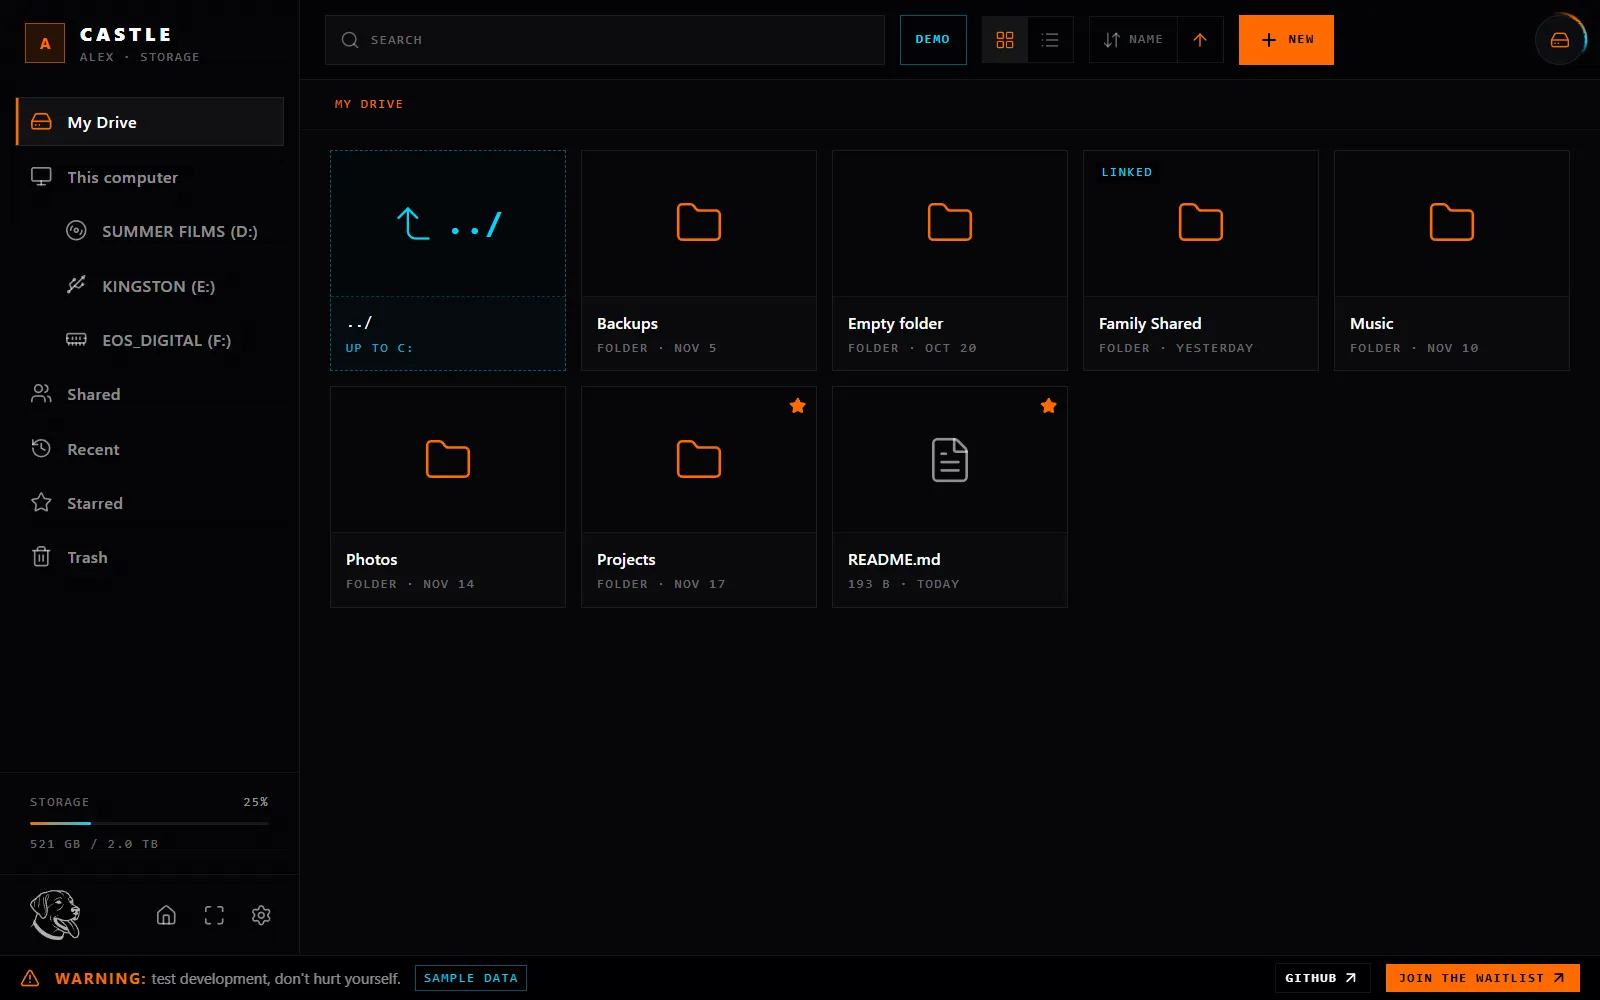 A
CASTLE
ALEX · STORAGE
My Drive
This computer
SUMMER FILMS (D:)
KINGSTON (E:)
EOS_DIGITAL (F:)
Shared
Recent
Starred
Trash
STORAGE 25%
521 GB / 2.0 TB
SEARCH
DEMO
NAME
NEW
MY DRIVE
../
../
UP TO C:
Backups
FOLDER · NOV 5
Empty folder
FOLDER · OCT 20
LINKED
Family Shared
FOLDER · YESTERDAY
Music
FOLDER · NOV 10
Photos
FOLDER · NOV 14
Projects
FOLDER · NOV 17
README.md
193 B · TODAY
WARNING: test development, don't hurt yourself.
SAMPLE DATA
GITHUB
JOIN THE WAITLIST